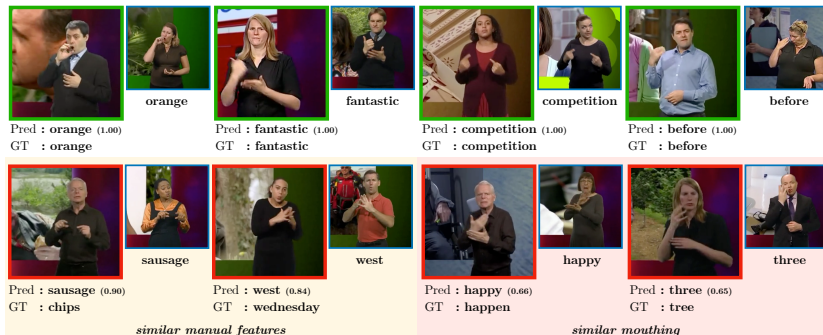 orange fantastic competition before
Pred : orange (1.00) Pred : fantastic (1.00) Pred : competition (1.00) Pred : before (1.00)
GT : orange GT : fantastic GT : competition GT : before
sausage west happy three
Pred : sausage (0.90) Pred : west (0.84) Pred : happy (0.66) Pred : three (0.65)
GT : chips GT : wednesday GT : happen GT : tree
similar manual features similar mouthing